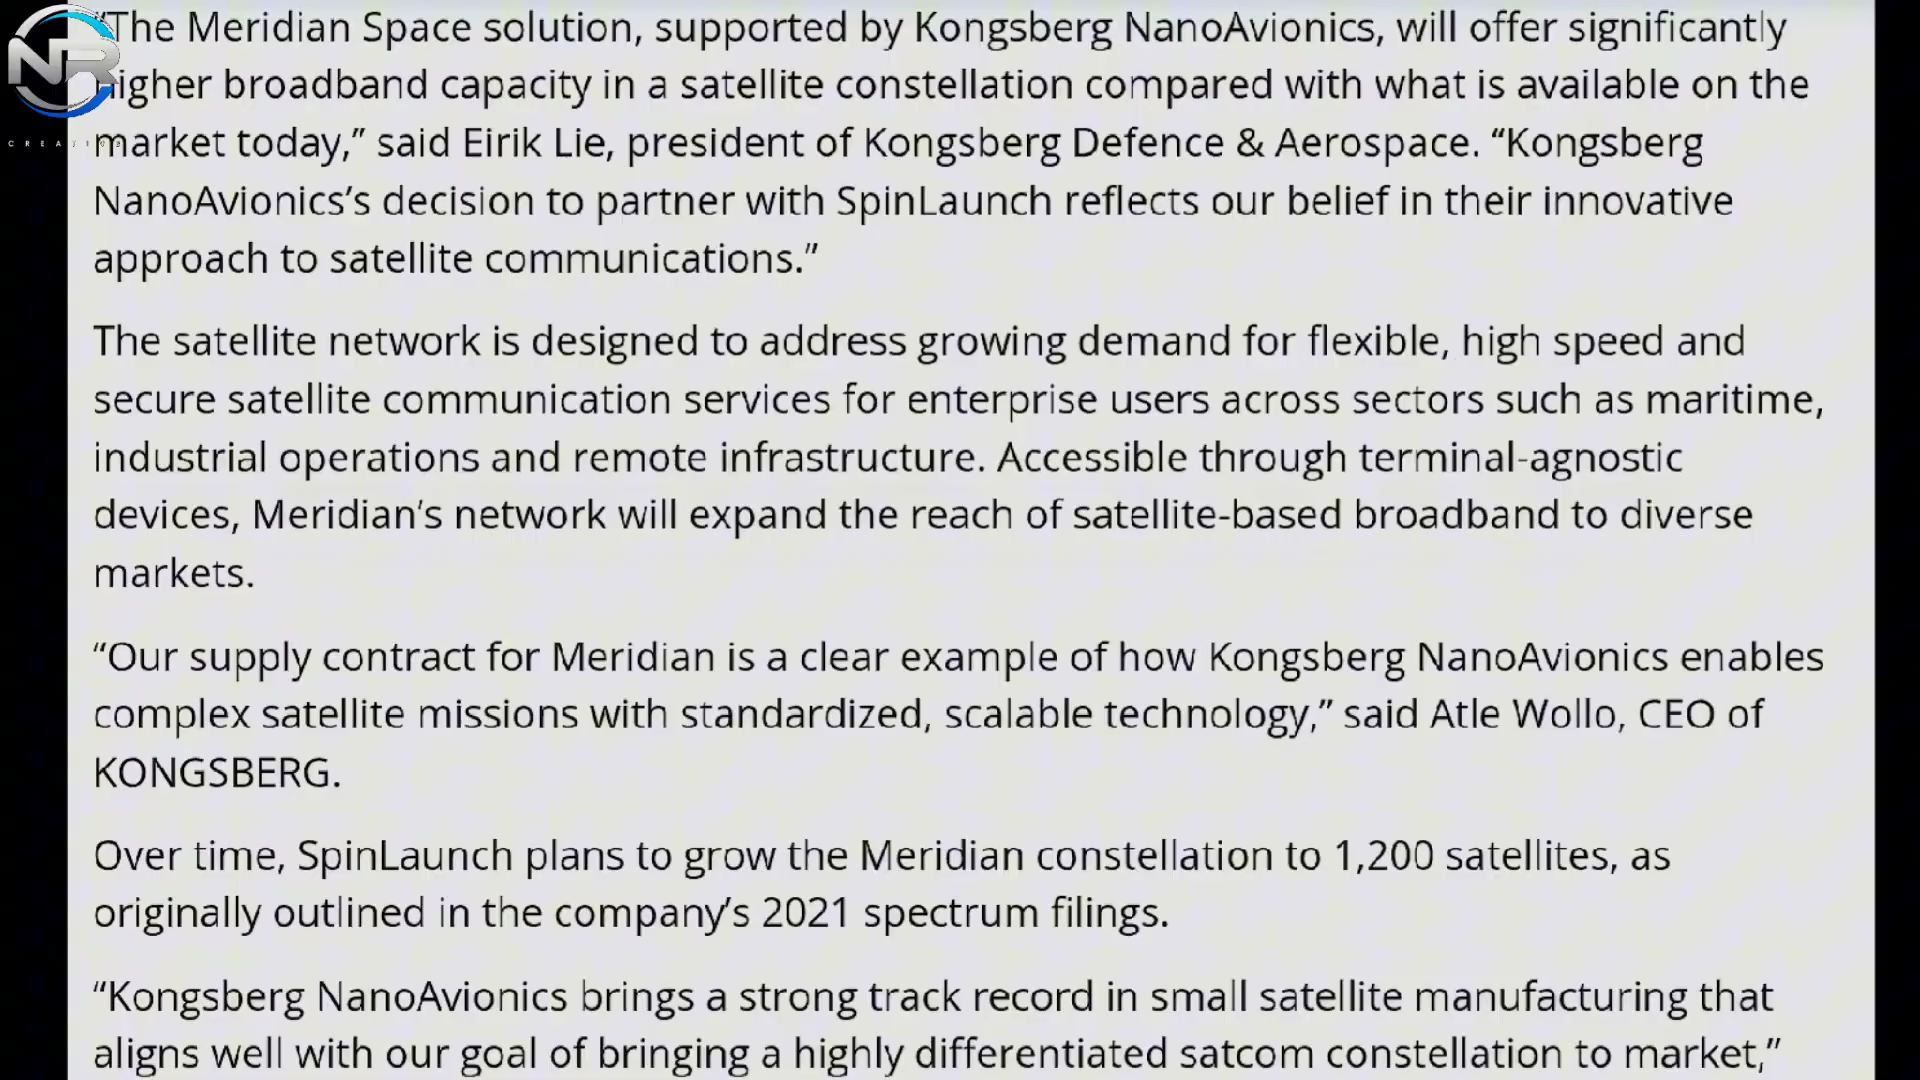 NR
CREATIVE
“The Meridian Space solution, supported by Kongsberg NanoAvionics, will offer significantly
higher broadband capacity in a satellite constellation compared with what is available on the
market today,” said Eirik Lie, president of Kongsberg Defence & Aerospace. “Kongsberg
NanoAvionics’s decision to partner with SpinLaunch reflects our belief in their innovative
approach to satellite communications.”
The satellite network is designed to address growing demand for flexible, high speed and
secure satellite communication services for enterprise users across sectors such as maritime,
industrial operations and remote infrastructure. Accessible through terminal-agnostic
devices, Meridian’s network will expand the reach of satellite-based broadband to diverse
markets.
“Our supply contract for Meridian is a clear example of how Kongsberg NanoAvionics enables
complex satellite missions with standardized, scalable technology,” said Atle Wollo, CEO of
KONGSBERG.
Over time, SpinLaunch plans to grow the Meridian constellation to 1,200 satellites, as
originally outlined in the company’s 2021 spectrum filings.
“Kongsberg NanoAvionics brings a strong track record in small satellite manufacturing that
aligns well with our goal of bringing a highly differentiated satcom constellation to market,”